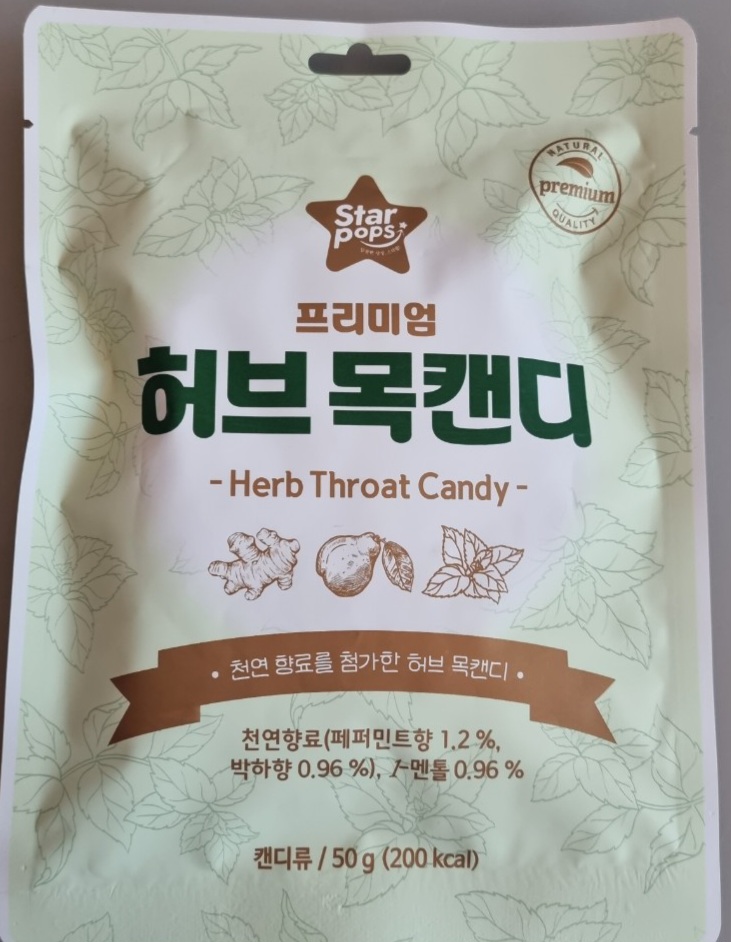 NATURAL
premium
QUALITY
Star
pops
프리미엄
허브 목캔디
- Herb Throat Candy -
• 천연 향료를 첨가한 허브 목캔디 •
천연향료(페퍼민트향 1.2 %,
박하향 0.96 %), l-멘톨 0.96 %
캔디류 / 50 g (200 kcal)